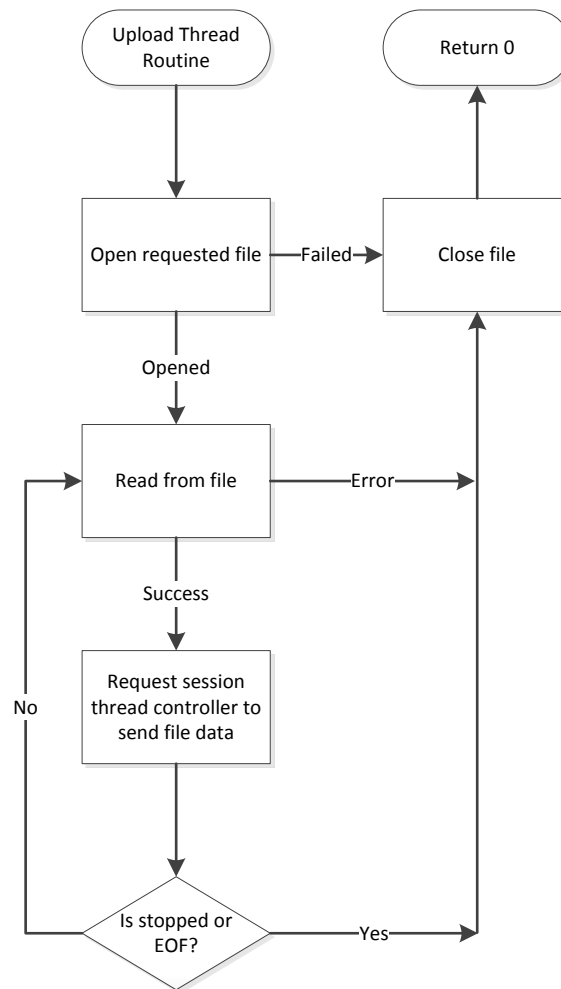 Upload Thread
Routine
Return 0
Open requested file
Failed
Close file
Opened
Read from file
Error
Success
Request session
thread controller to
send file data
No
Is stopped or
EOF?
Yes